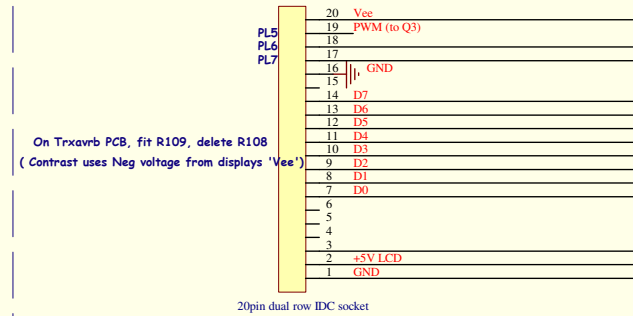 20 Vee
PL5 19 PWM (to Q3)
PL6 18
PL7 17
16 GND
15
14 D7
13 D6
12 D5
On Trxavrb PCB, fit R109, delete R108 11 D4
10 D3
( Contrast uses Neg voltage from displays 'Vee') 9 D2
8 D1
7 D0
6
5
4
3
2 +5V LCD
1 GND
20pin dual row IDC socket